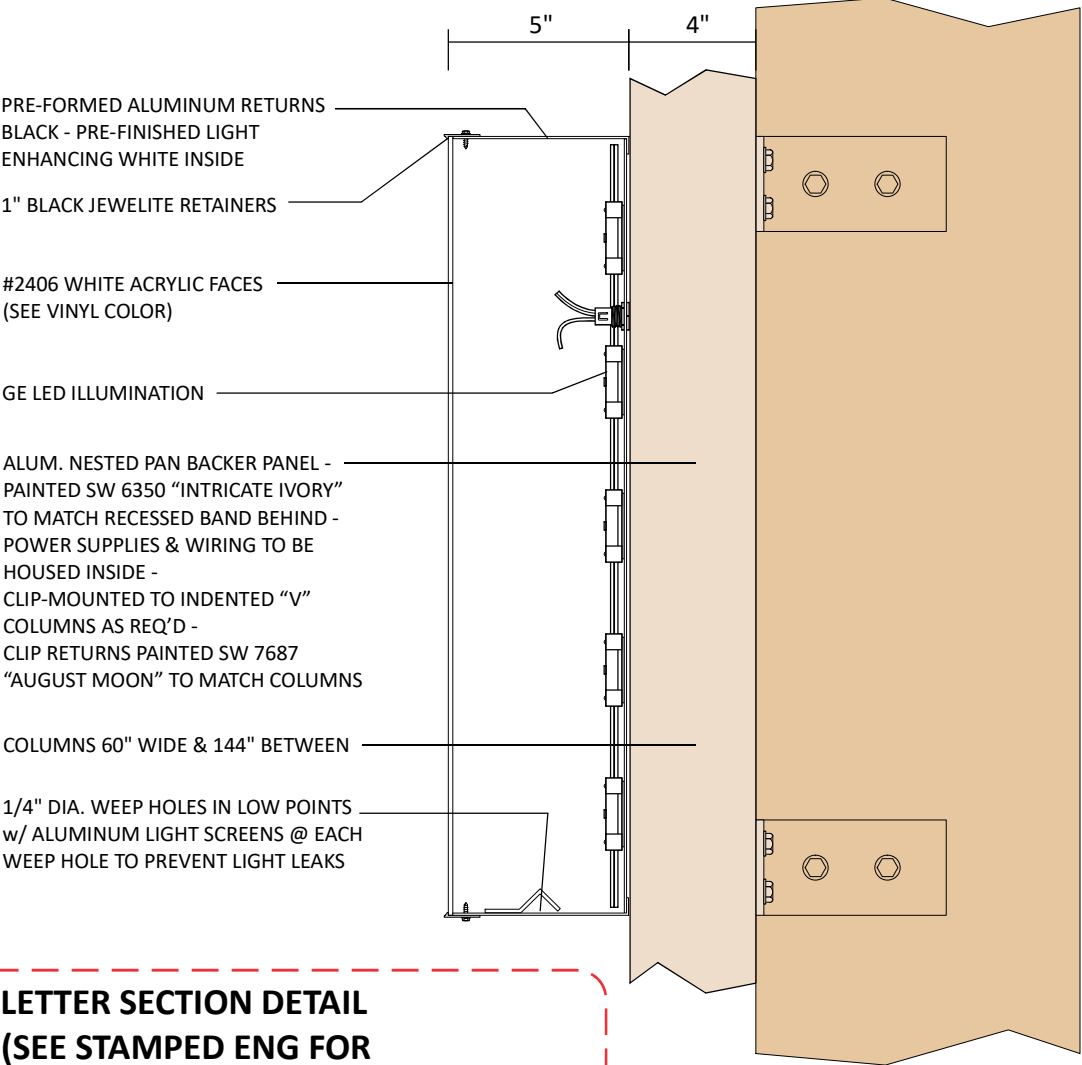 5" 4"
PRE-FORMED ALUMINUM RETURNS
BLACK - PRE-FINISHED LIGHT
ENHANCING WHITE INSIDE
1" BLACK JEWELITE RETAINERS
#2406 WHITE ACRYLIC FACES
(SEE VINYL COLOR)
GE LED ILLUMINATION
ALUM. NESTED PAN BACKER PANEL -
PAINTED SW 6350 “INTRICATE IVORY”
TO MATCH RECESSED BAND BEHIND -
POWER SUPPLIES & WIRING TO BE
HOUSED INSIDE -
CLIP-MOUNTED TO INDENTED “V”
COLUMNS AS REQ’D -
CLIP RETURNS PAINTED SW 7687
“AUGUST MOON” TO MATCH COLUMNS
COLUMNS 60" WIDE & 144" BETWEEN
1/4" DIA. WEEP HOLES IN LOW POINTS
w/ ALUMINUM LIGHT SCREENS @ EACH
WEEP HOLE TO PREVENT LIGHT LEAKS
LETTER SECTION DETAIL
(SEE STAMPED ENG FOR